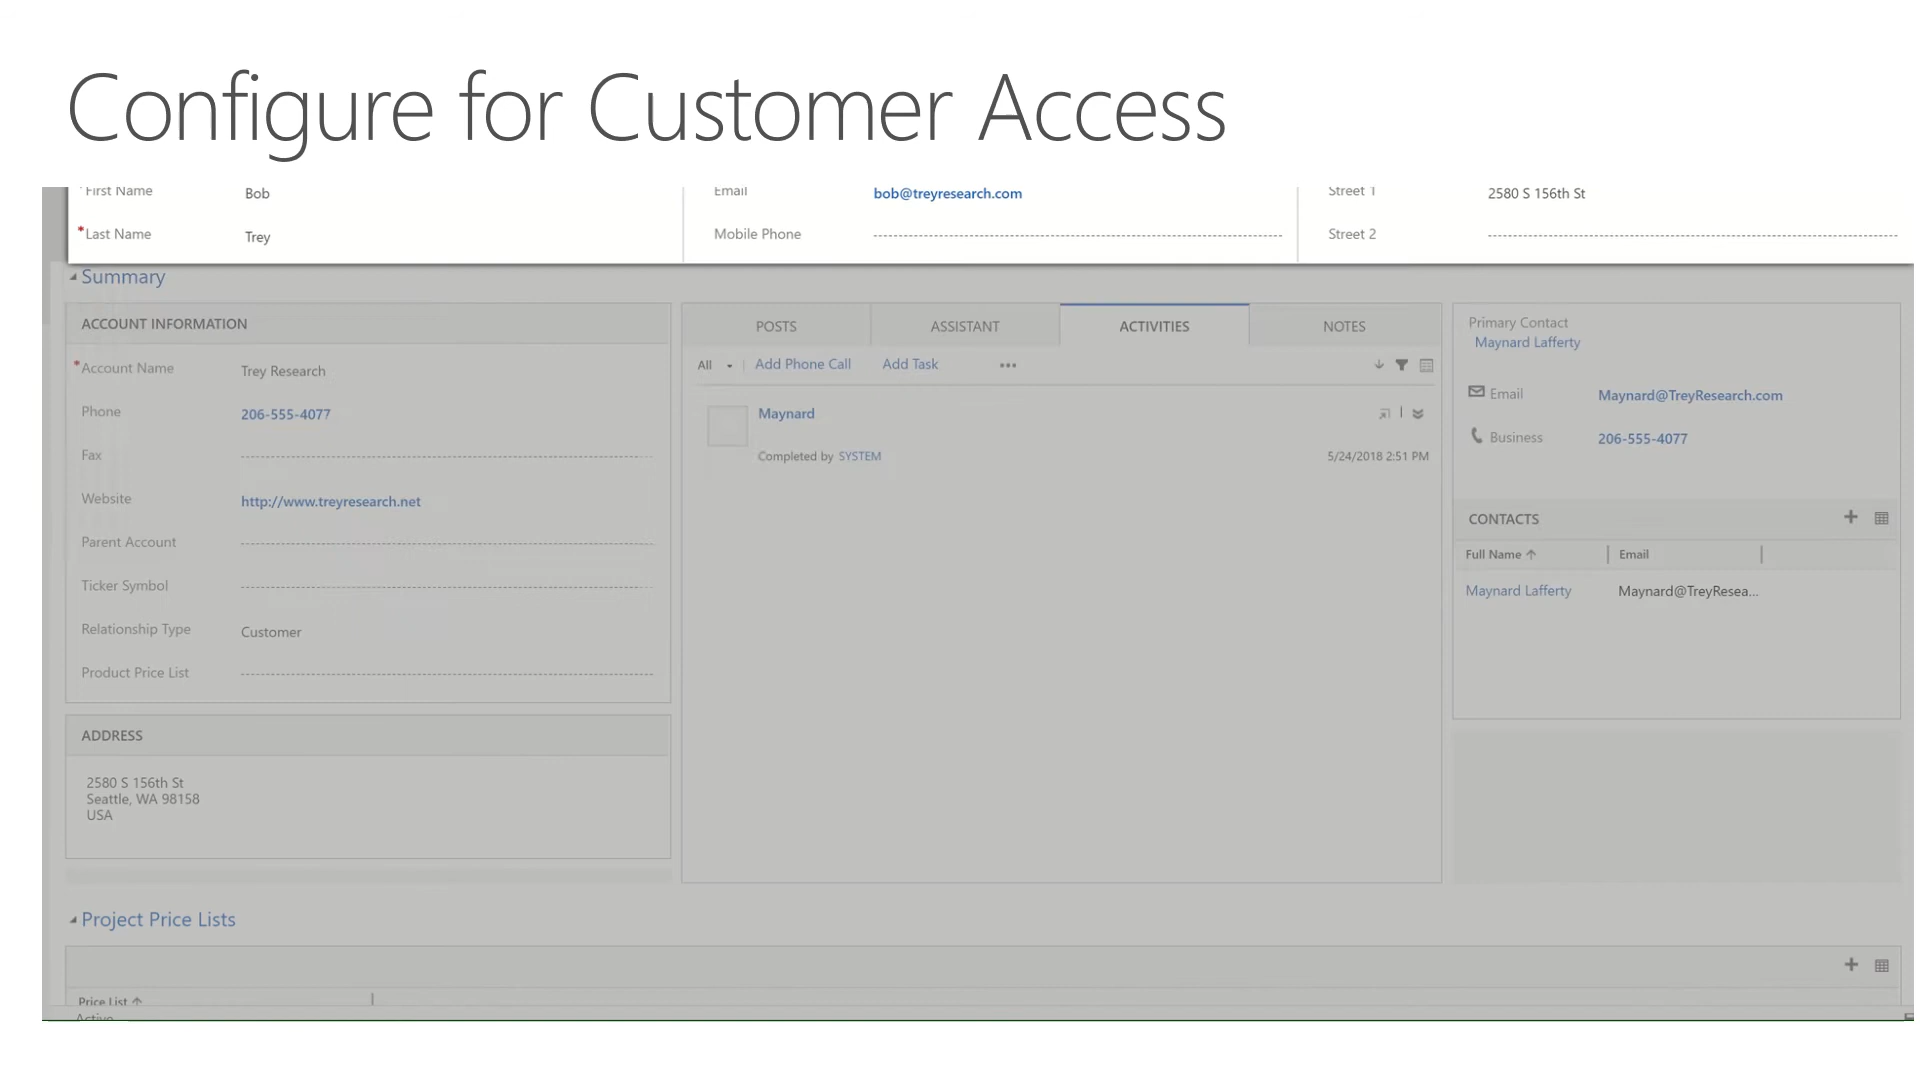 Configure for Customer Access
First Name Bob Email bob@treyresearch.com Street 1 2580 S 156th St
*Last Name Trey Mobile Phone Street 2
Summary
ACCOUNT INFORMATION
*Account Name Trey Research
Phone 206-555-4077
Fax
Website http://www.treyresearch.net
Parent Account
Ticker Symbol
Relationship Type Customer
Product Price List
ADDRESS
2580 S 156th St
Seattle, WA 98158
USA
POSTS ASSISTANT ACTIVITIES NOTES
All Add Phone Call Add Task •••
Maynard
Completed by SYSTEM 5/24/2018 2:51 PM
Primary Contact
Maynard Lafferty
Email Maynard@TreyResearch.com
Business 206-555-4077
CONTACTS
Full Name Email
Maynard Lafferty Maynard@TreyResea...
Project Price Lists
Price List
Active